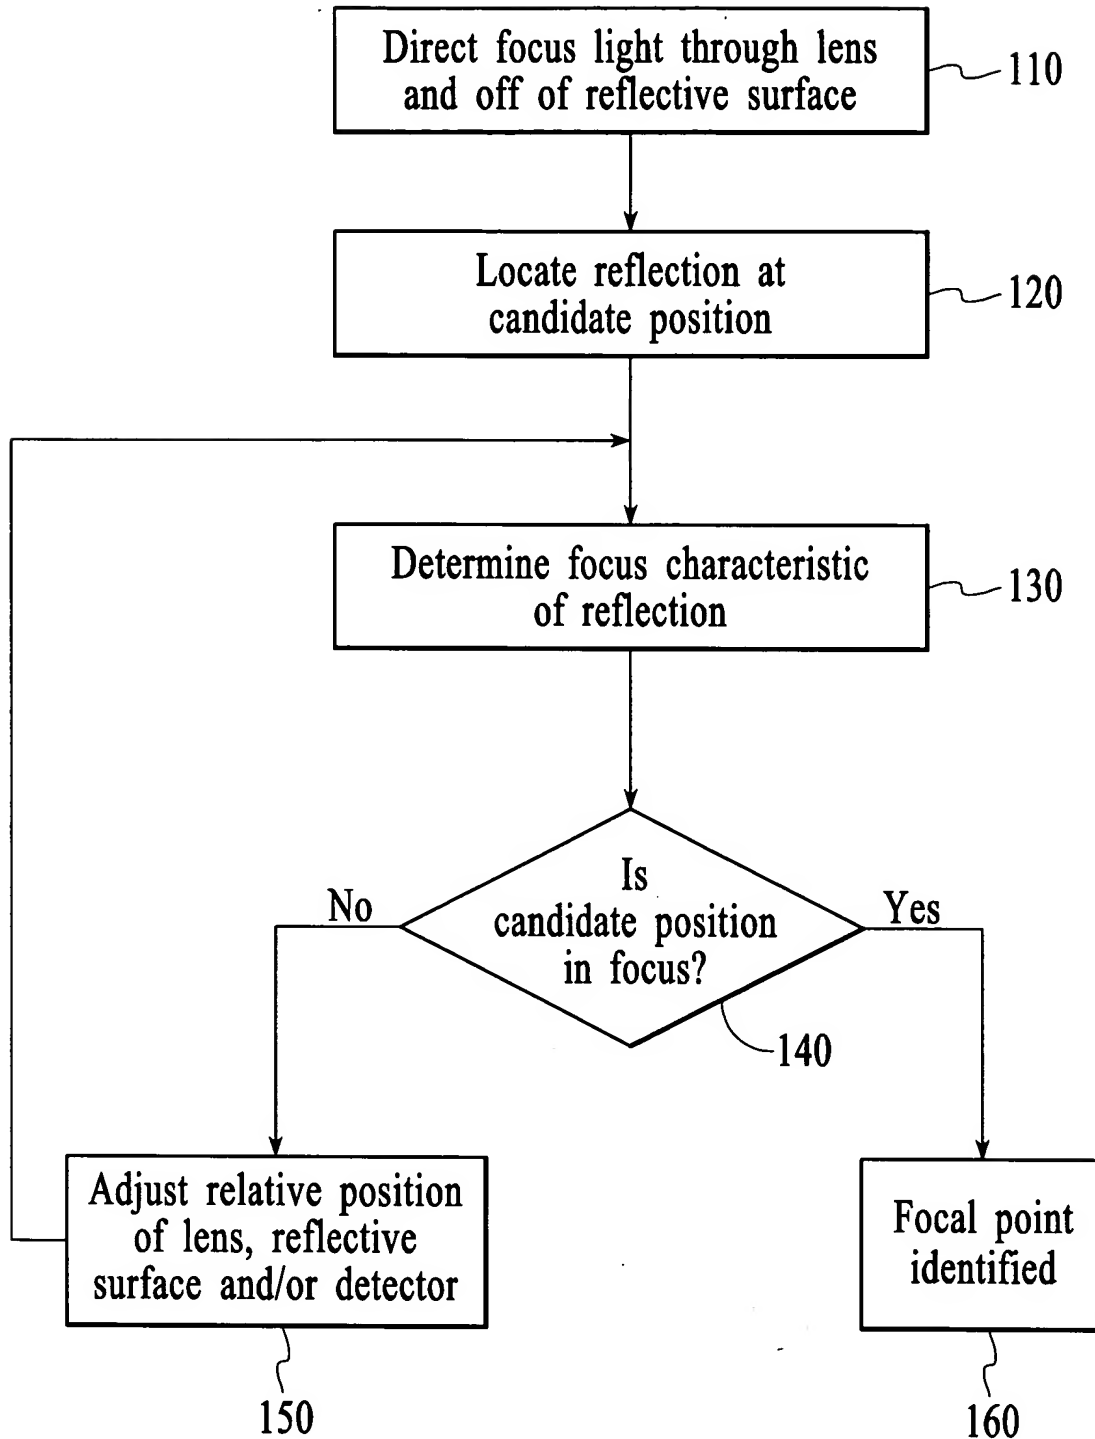 Direct focus light through lens
and off of reflective surface
110
Locate reflection at
candidate position
120
Determine focus characteristic
of reflection
130
Is
candidate position
in focus?
No
Yes
140
Adjust relative position
of lens, reflective
surface and/or detector
150
Focal point
identified
160